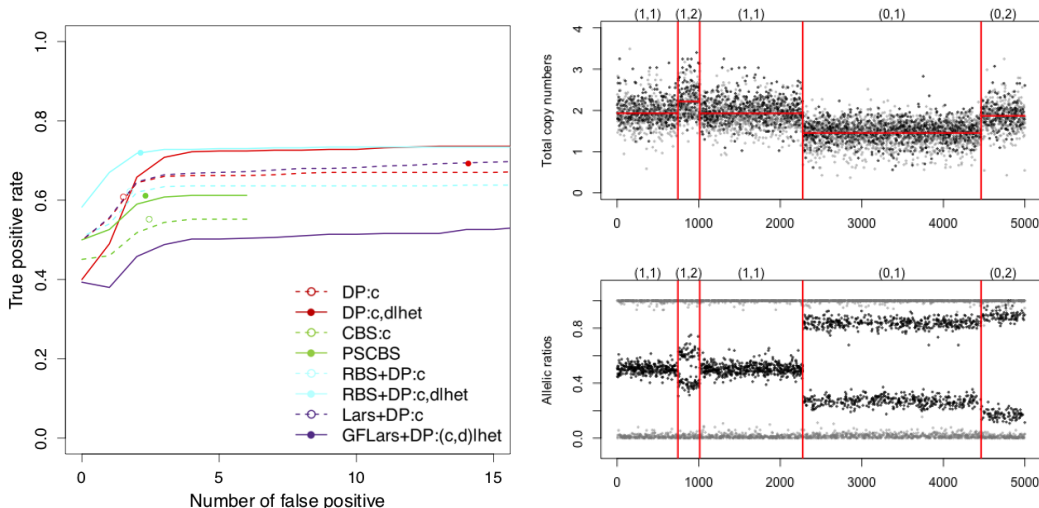 True positive rate
1.0
0.8
0.6
0.4
0.2
0.0
DP:c
DP:c,dlhet
CBS:c
PSCBS
RBS+DP:c
RBS+DP:c,dlhet
Lars+DP:c
GFLars+DP:(c,d)lhet
0 5 10 15
Number of false positive
(1,1) (1,2) (1,1) (0,1) (0,2)
Total copy numbers
4
3
2
1
0
0 1000 2000 3000 4000 5000
(1,1) (1,2) (1,1) (0,1) (0,2)
Allelic ratios
0.8
0.4
0.0
0 1000 2000 3000 4000 5000